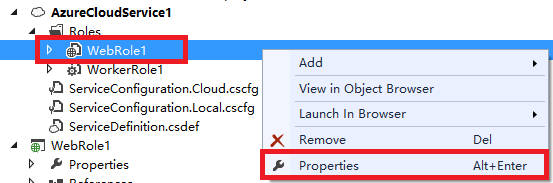 AzureCloudService1
Roles
WebRole1
WorkerRole1
ServiceConfiguration.Cloud.cscfg
ServiceConfiguration.Local.cscfg
ServiceDefinition.csdef
WebRole1
Properties
References
Add
View in Object Browser
Launch In Browser
Remove Del
Properties Alt+Enter